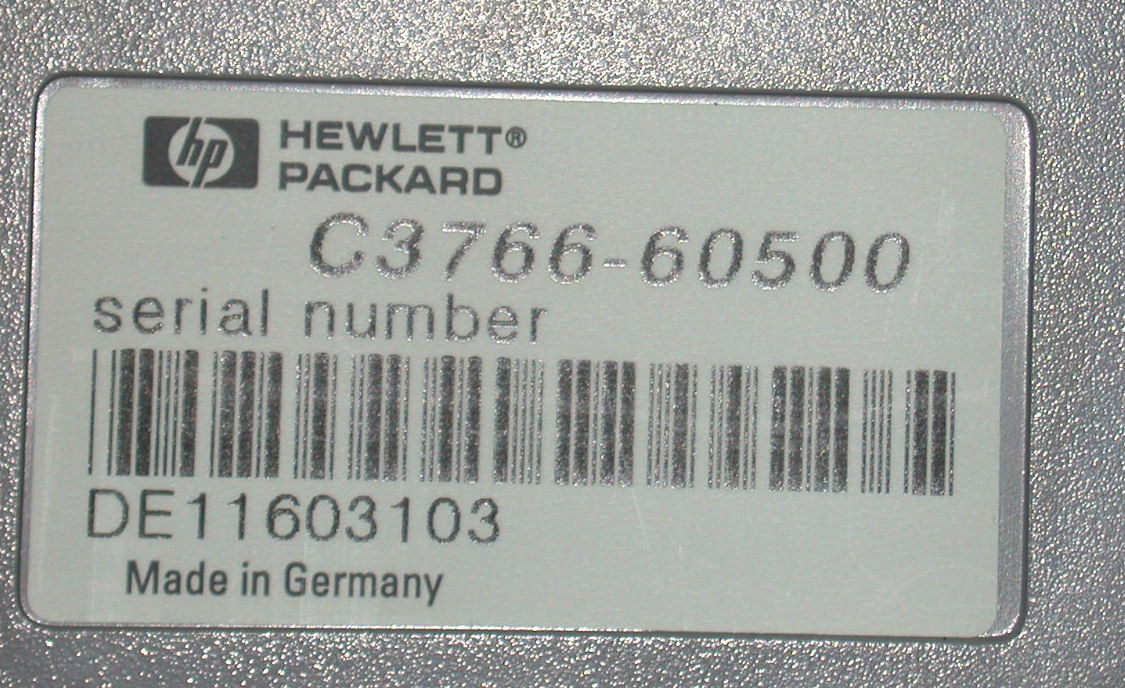 hp HEWLETT®
PACKARD
C3766-60500
serial number
DE11603103
Made in Germany